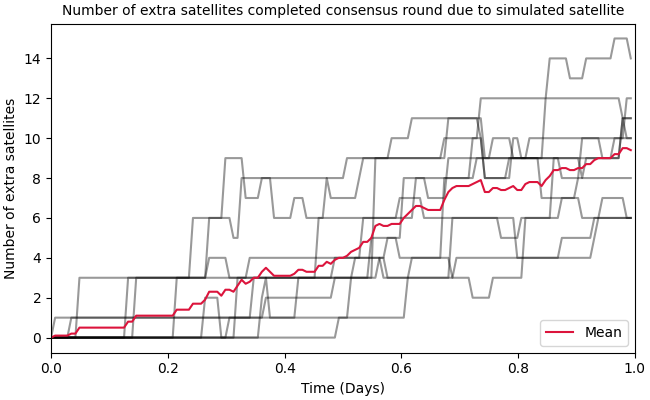 Number of extra satellites completed consensus round due to simulated satellite
Number of extra satellites
14
12
10
8
6
4
2
0
Mean
0.0 0.2 0.4 0.6 0.8 1.0
Time (Days)